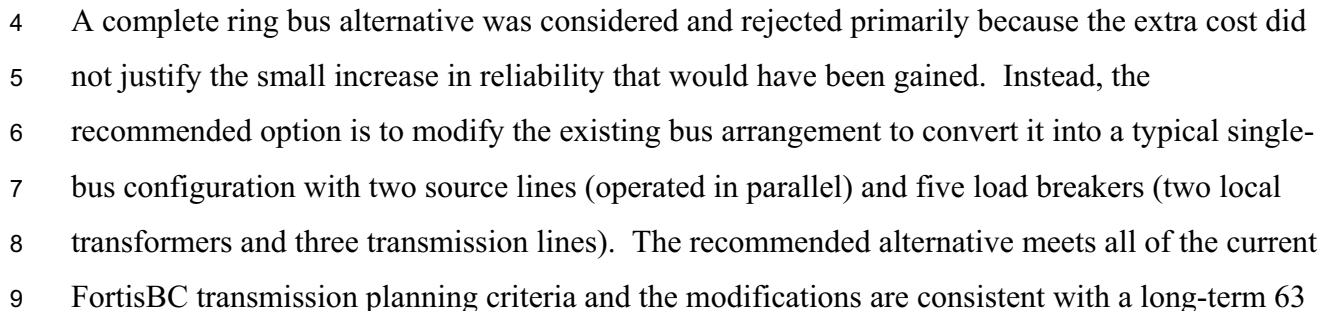 4 A complete ring bus alternative was considered and rejected primarily because the extra cost did
5 not justify the small increase in reliability that would have been gained.  Instead, the
6 recommended option is to modify the existing bus arrangement to convert it into a typical single-
7 bus configuration with two source lines (operated in parallel) and five load breakers (two local
8 transformers and three transmission lines).  The recommended alternative meets all of the current
9 FortisBC transmission planning criteria and the modifications are consistent with a long-term 63